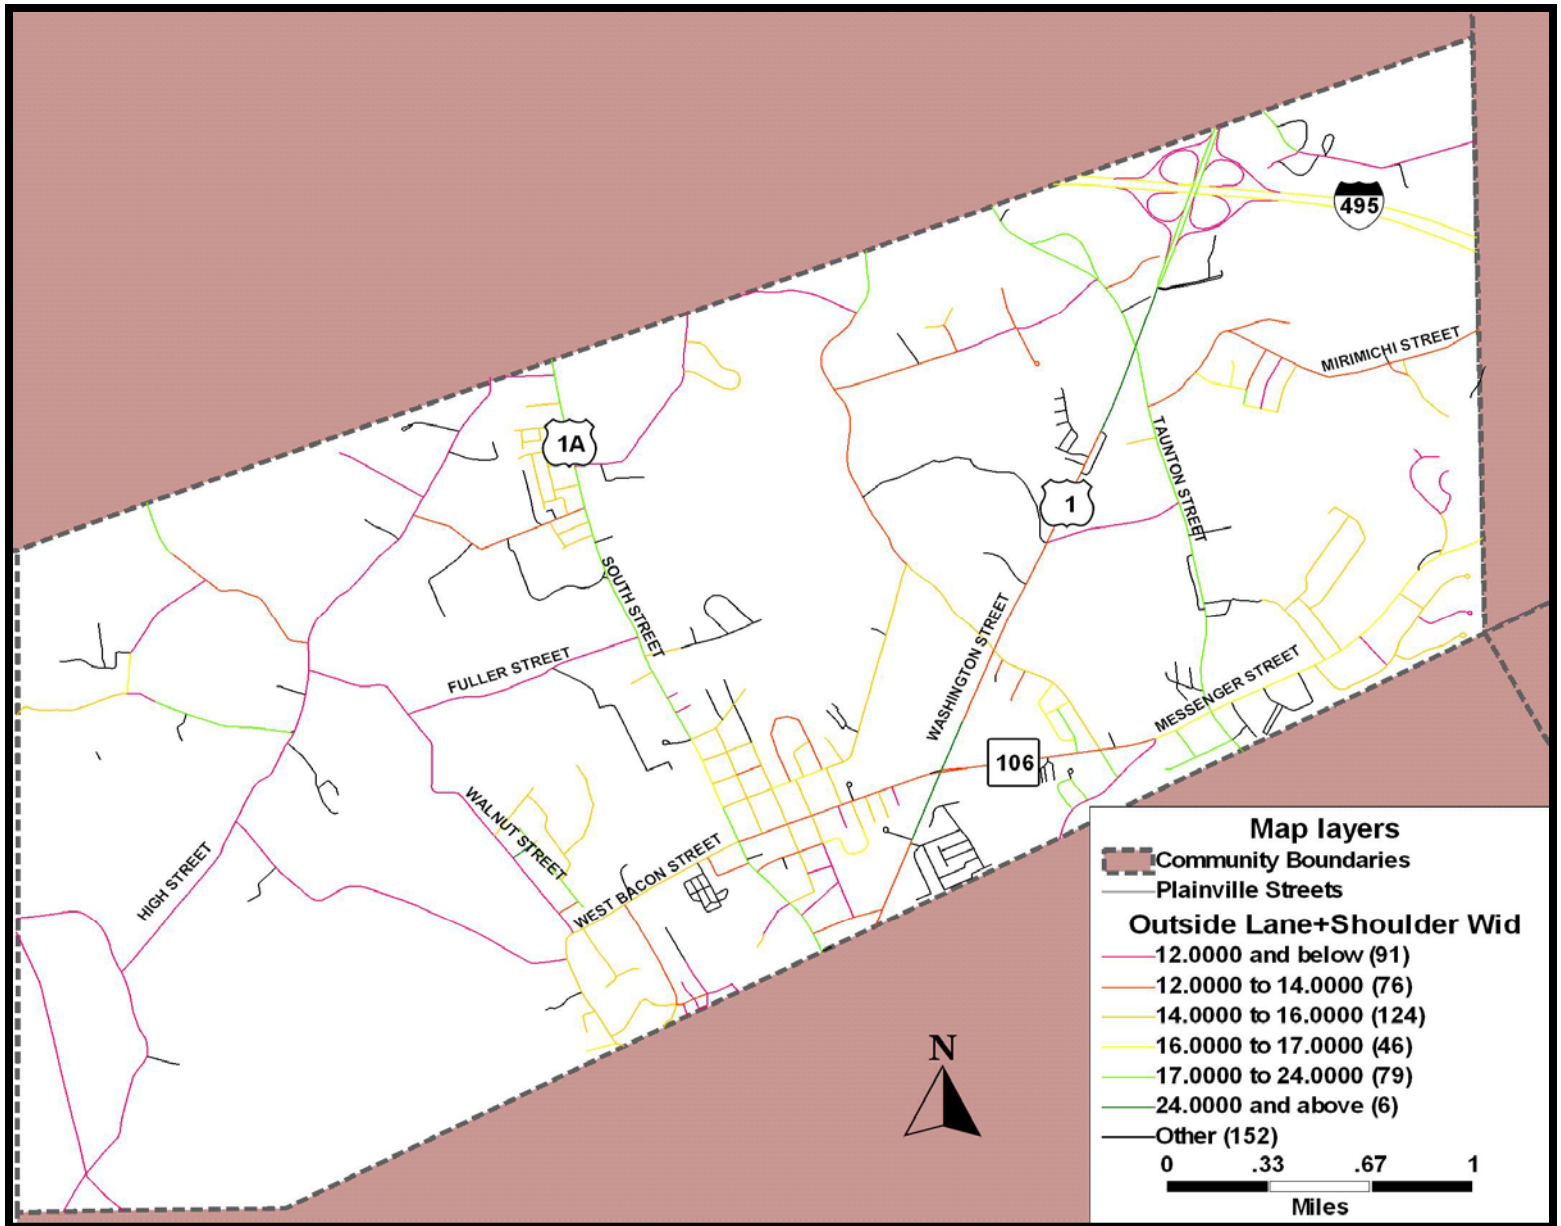 495
MIRIMICHI STREET
1A
TAUNTON STREET
1
SOUTH STREET
FULLER STREET
WASHINGTON STREET
MESSENGER STREET
106
WALNUT STREET
WEST BACON STREET
HIGH STREET
N
Map layers
Community Boundaries
Plainville Streets
Outside Lane+Shoulder Wid
12.0000 and below (91)
12.0000 to 14.0000 (76)
14.0000 to 16.0000 (124)
16.0000 to 17.0000 (46)
17.0000 to 24.0000 (79)
24.0000 and above (6)
Other (152)
0 .33 .67 1
Miles